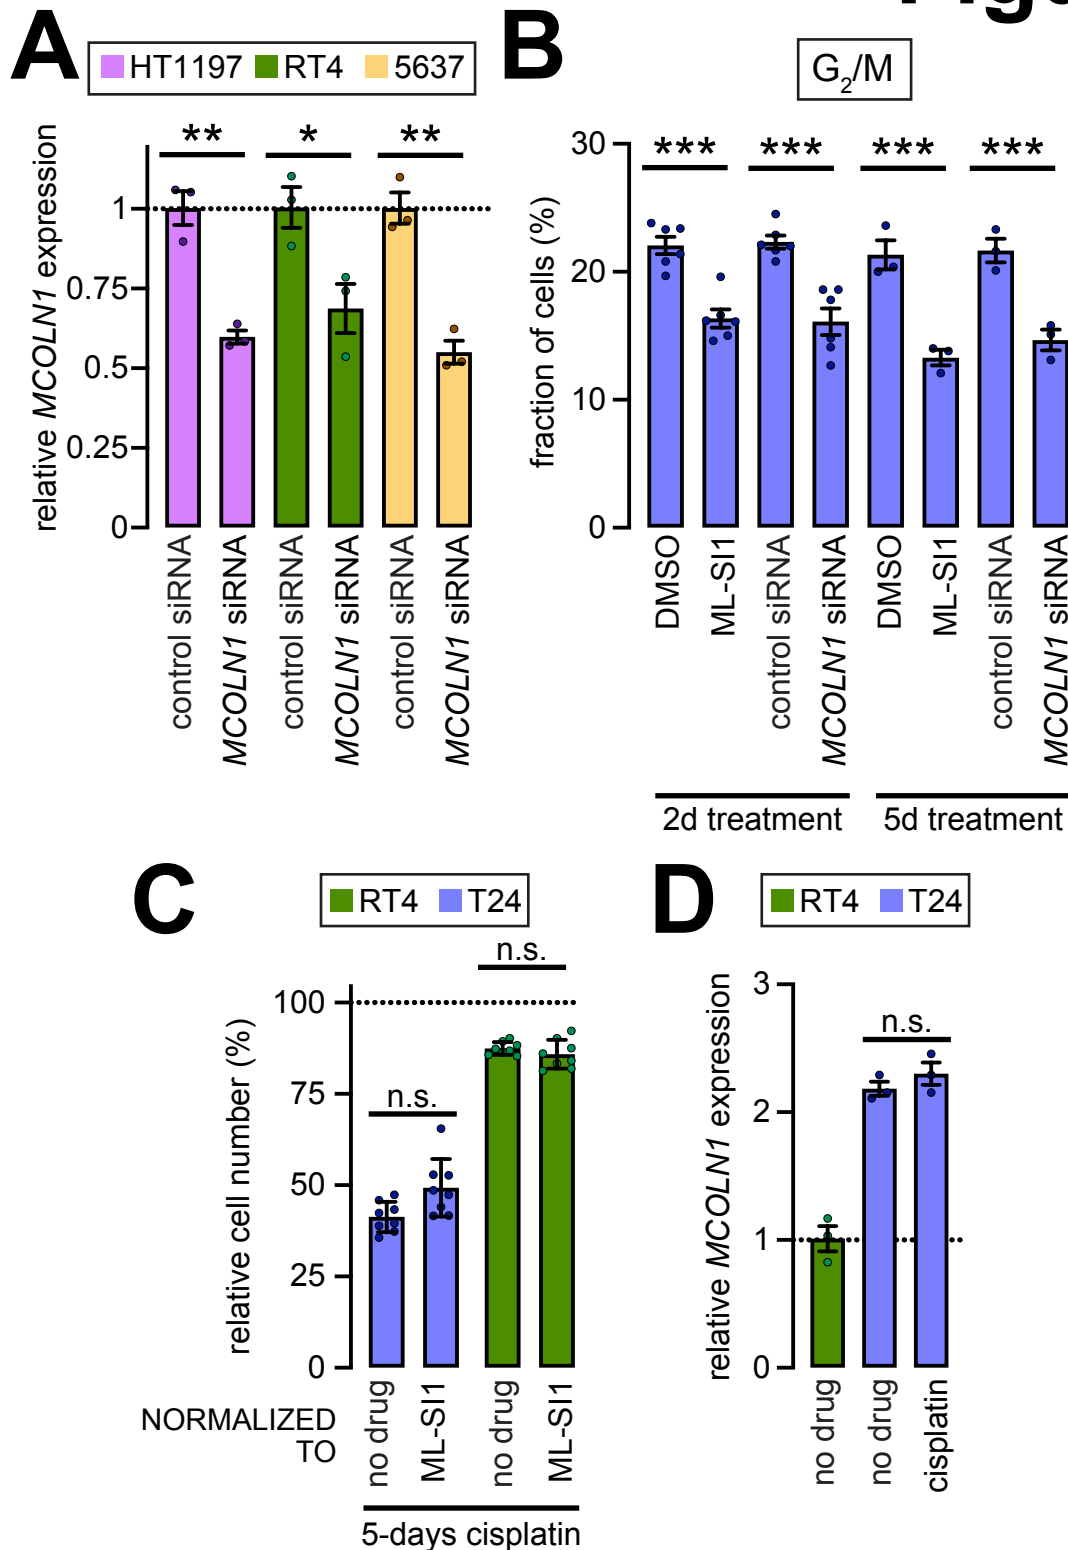 A
HT1197 RT4 5637
relative MCOLN1 expression
** * **
1
0.75
0.5
0.25
0
control siRNA
MCOLN1 siRNA
control siRNA
MCOLN1 siRNA
control siRNA
MCOLN1 siRNA
B
G2/M
fraction of cells (%)
*** *** *** ***
30
20
10
0
DMSO
ML-SI1
control siRNA
MCOLN1 siRNA
DMSO
ML-SI1
control siRNA
MCOLN1 siRNA
2d treatment 5d treatment
C
RT4 T24
relative cell number (%)
n.s.
n.s.
100
75
50
25
0
NORMALIZED
TO
no drug
ML-SI1
no drug
ML-SI1
5-days cisplatin
D
RT4 T24
relative MCOLN1 expression
n.s.
3
2
1
0
no drug
no drug
cisplatin